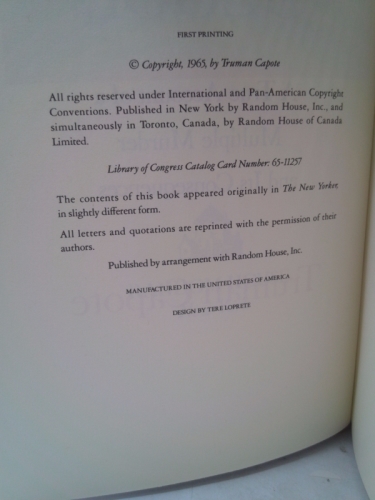 FIRST PRINTING
© Copyright, 1965, by Truman Capote
All rights reserved under International and Pan-American Copyright
Conventions. Published in New York by Random House, Inc., and
simultaneously in Toronto, Canada, by Random House of Canada
Limited.
Library of Congress Catalog Card Number: 65-11257
The contents of this book appeared originally in The New Yorker,
in slightly different form.
All letters and quotations are reprinted with the permission of their
authors.
Published by arrangement with Random House, Inc.
MANUFACTURED IN THE UNITED STATES OF AMERICA
DESIGN BY TERE LOPRETE